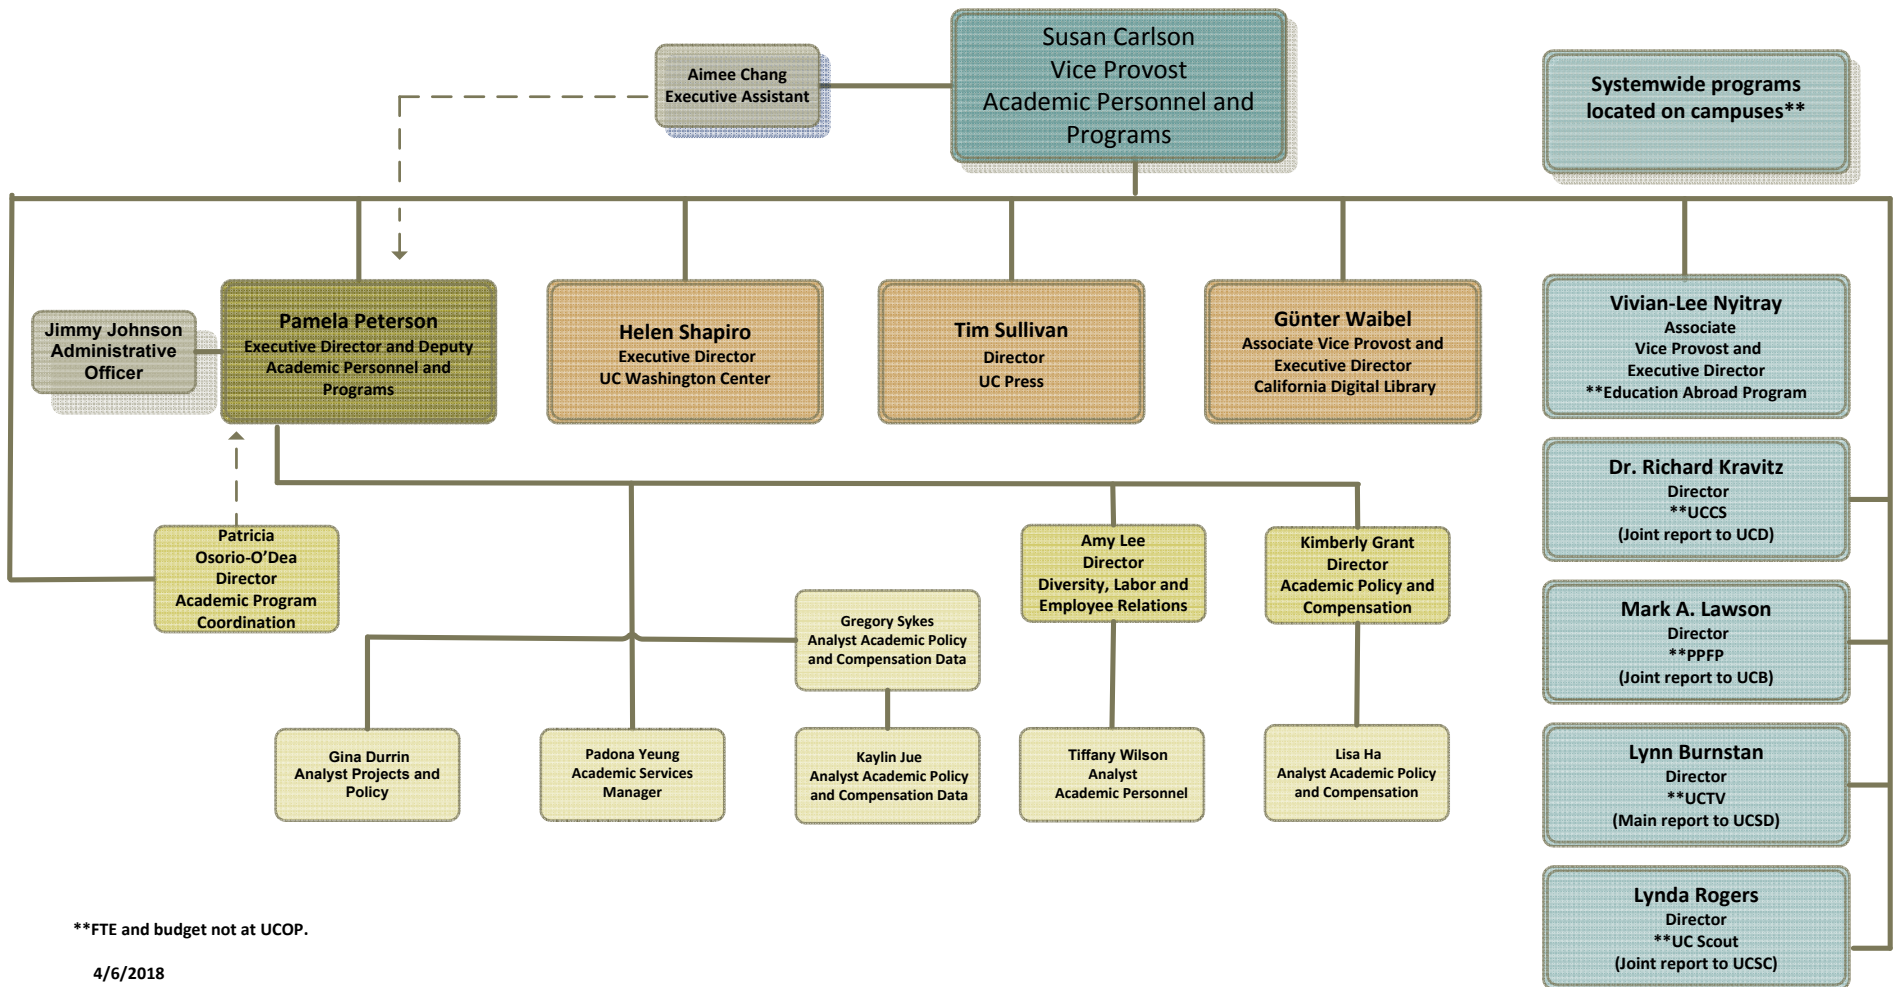 Susan Carlson
Vice Provost
Academic Personnel and
Programs
Aimee Chang
Executive Assistant
Systemwide programs
located on campuses**
Jimmy Johnson
Administrative
Officer
Pamela Peterson
Executive Director and Deputy
Academic Personnel and
Programs
Helen Shapiro
Executive Director
UC Washington Center
Tim Sullivan
Director
UC Press
Günter Waibel
Associate Vice Provost and
Executive Director
California Digital Library
Vivian-Lee Nyitray
Associate
Vice Provost and
Executive Director
**Education Abroad Program
Dr. Richard Kravitz
Director
**UCCS
(Joint report to UCD)
Patricia
Osorio-O’Dea
Director
Academic Program
Coordination
Amy Lee
Director
Diversity, Labor and
Employee Relations
Kimberly Grant
Director
Academic Policy and
Compensation
Gregory Sykes
Analyst Academic Policy
and Compensation Data
Mark A. Lawson
Director
**PPFP
(Joint report to UCB)
Gina Durrin
Analyst Projects and
Policy
Padona Yeung
Academic Services
Manager
Kaylin Jue
Analyst Academic Policy
and Compensation Data
Tiffany Wilson
Analyst
Academic Personnel
Lisa Ha
Analyst Academic Policy
and Compensation
Lynn Burnstan
Director
**UCTV
(Main report to UCSD)
Lynda Rogers
Director
**UC Scout
(Joint report to UCSC)
**FTE and budget not at UCOP.
4/6/2018